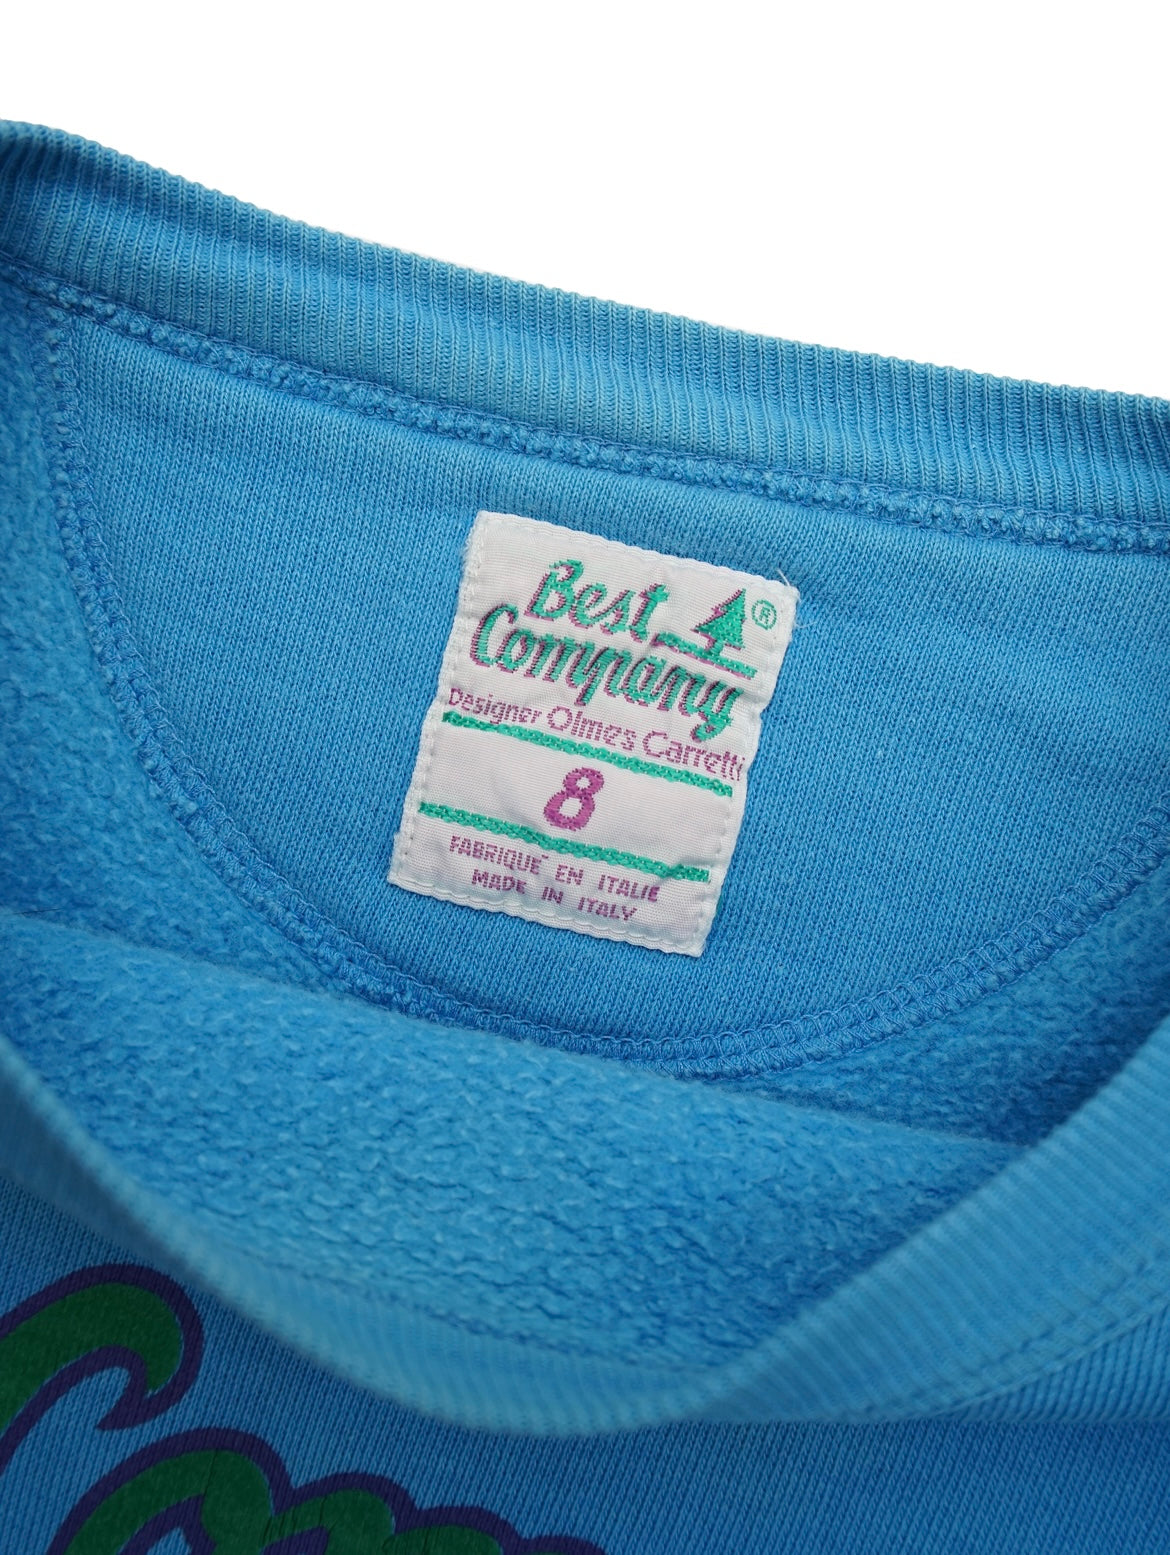 Best
Company ®
Designer Olmes Carretti
8
FABRIQUE EN ITALIE
MADE IN ITALY